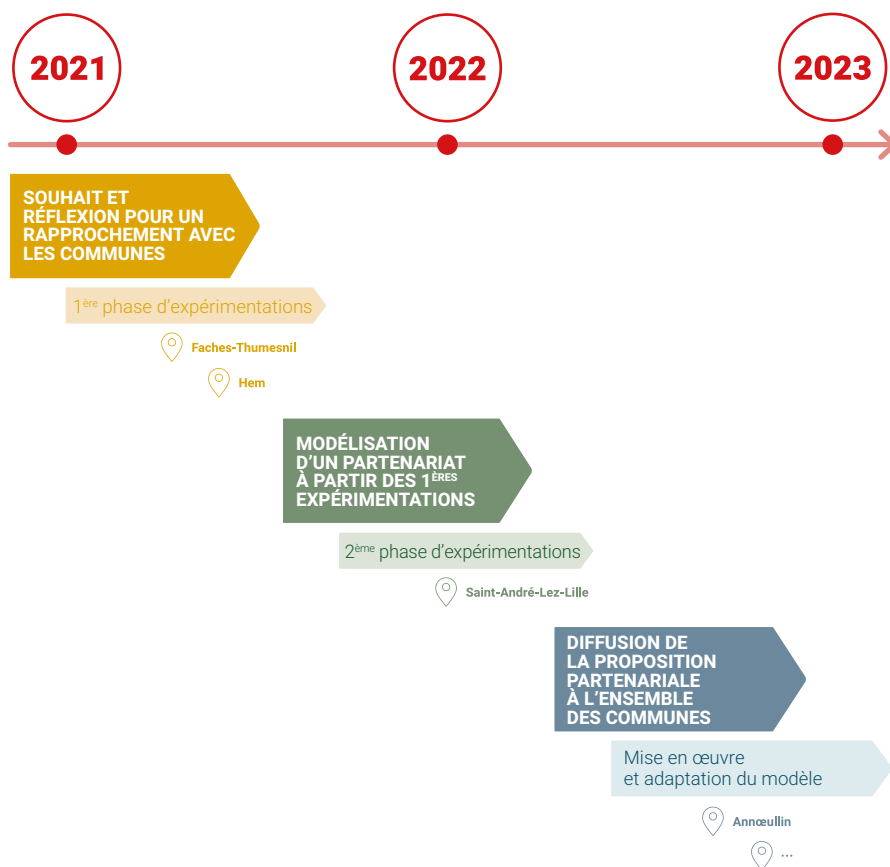 2021
2022
2023
SOUHAIT ET
RÉFLEXION POUR UN
RAPPROCHEMENT AVEC
LES COMMUNES
1ère phase d'expérimentations
Faches-Thumesnil
Hem
MODÉLISATION
D'UN PARTENARIAT
À PARTIR DES 1ÈRES
EXPÉRIMENTATIONS
2ème phase d'expérimentations
Saint-André-Lez-Lille
DIFFUSION DE
LA PROPOSITION
PARTENARIALE
À L'ENSEMBLE
DES COMMUNES
Mise en œuvre
et adaptation du modèle
Annœullin
...